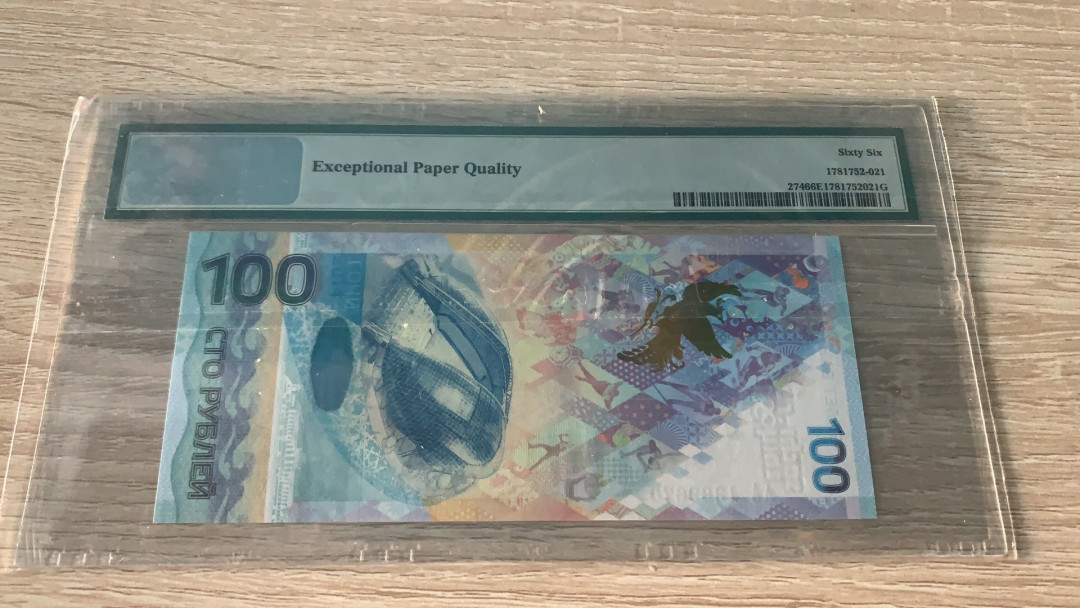 Exceptional Paper Quality
Sixty Six
1781752-021
27466E1781752021G
100
СТО РУБЛЕЙ
100